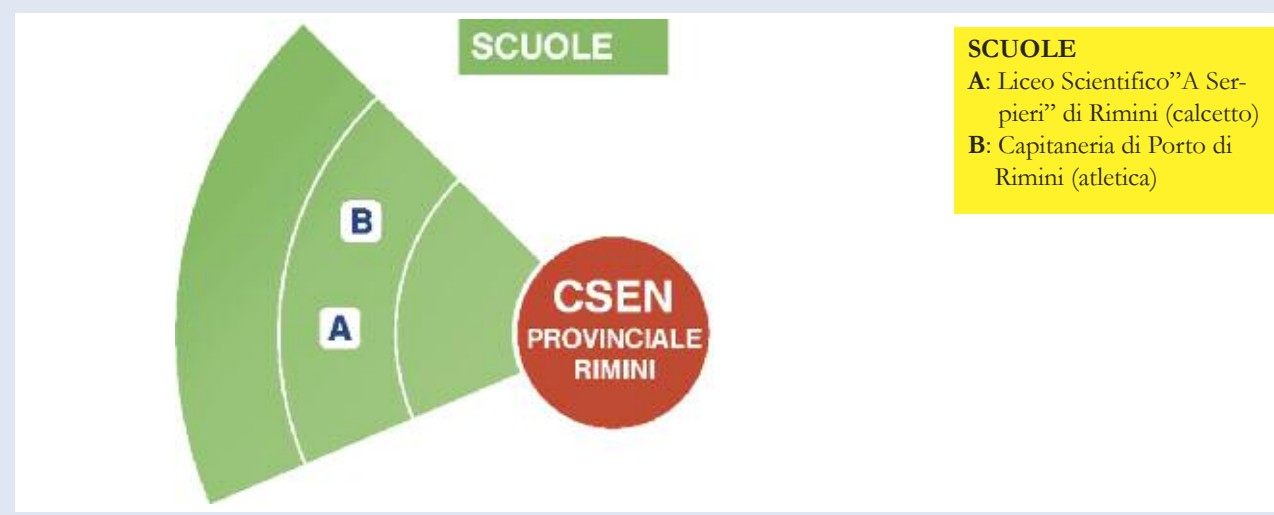 SCUOLE
B
A
CSEN
PROVINCIALE
RIMINI
SCUOLE
A: Liceo Scientifico”A Ser-
pieri” di Rimini (calcetto)
B: Capitaneria di Porto di
Rimini (atletica)